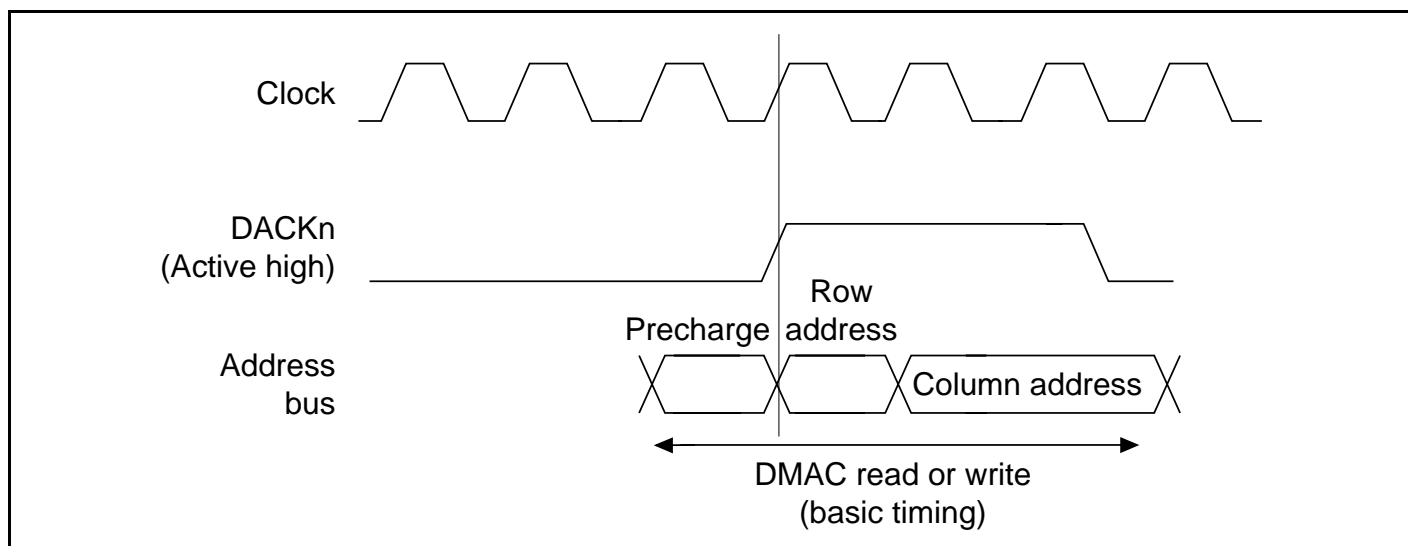 Clock
DACKn
(Active high)
Row
Precharge address
Address
bus
Column address
DMAC read or write
(basic timing)